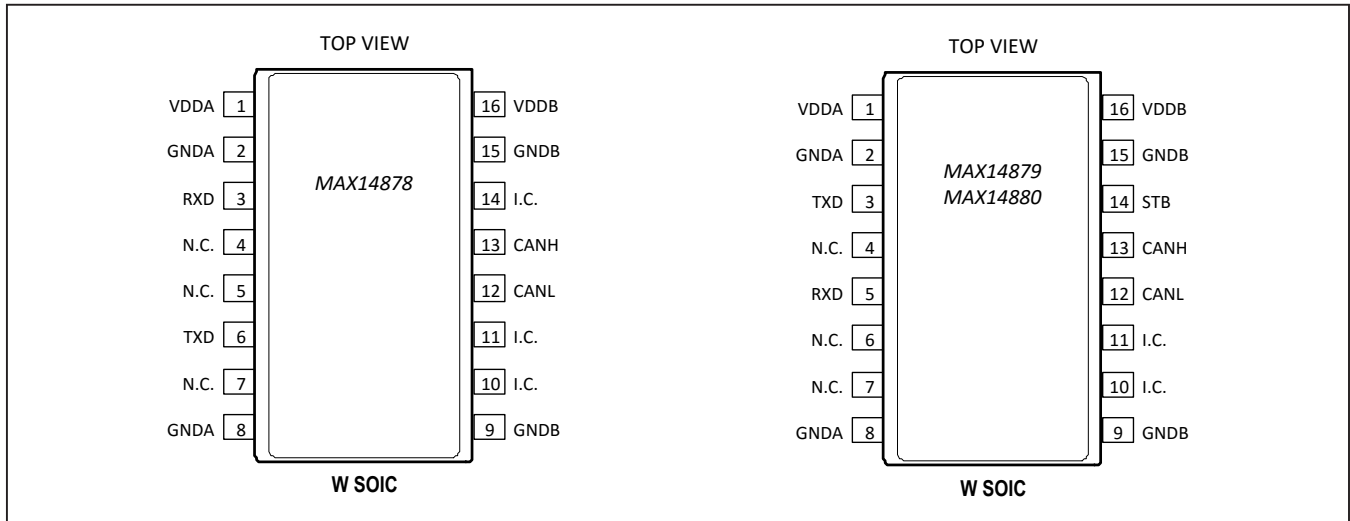 TOP VIEW
VDDA 1
16 VDDB
GNDA 2
15 GNDB
MAX14878
RXD 3
14 I.C.
N.C. 4
13 CANH
N.C. 5
12 CANL
TXD 6
11 I.C.
N.C. 7
10 I.C.
GNDA 8
9 GNDB
W SOIC
TOP VIEW
VDDA 1
16 VDDB
GNDA 2
15 GNDB
MAX14879
MAX14880
TXD 3
14 STB
N.C. 4
13 CANH
RXD 5
12 CANL
N.C. 6
11 I.C.
N.C. 7
10 I.C.
GNDA 8
9 GNDB
W SOIC